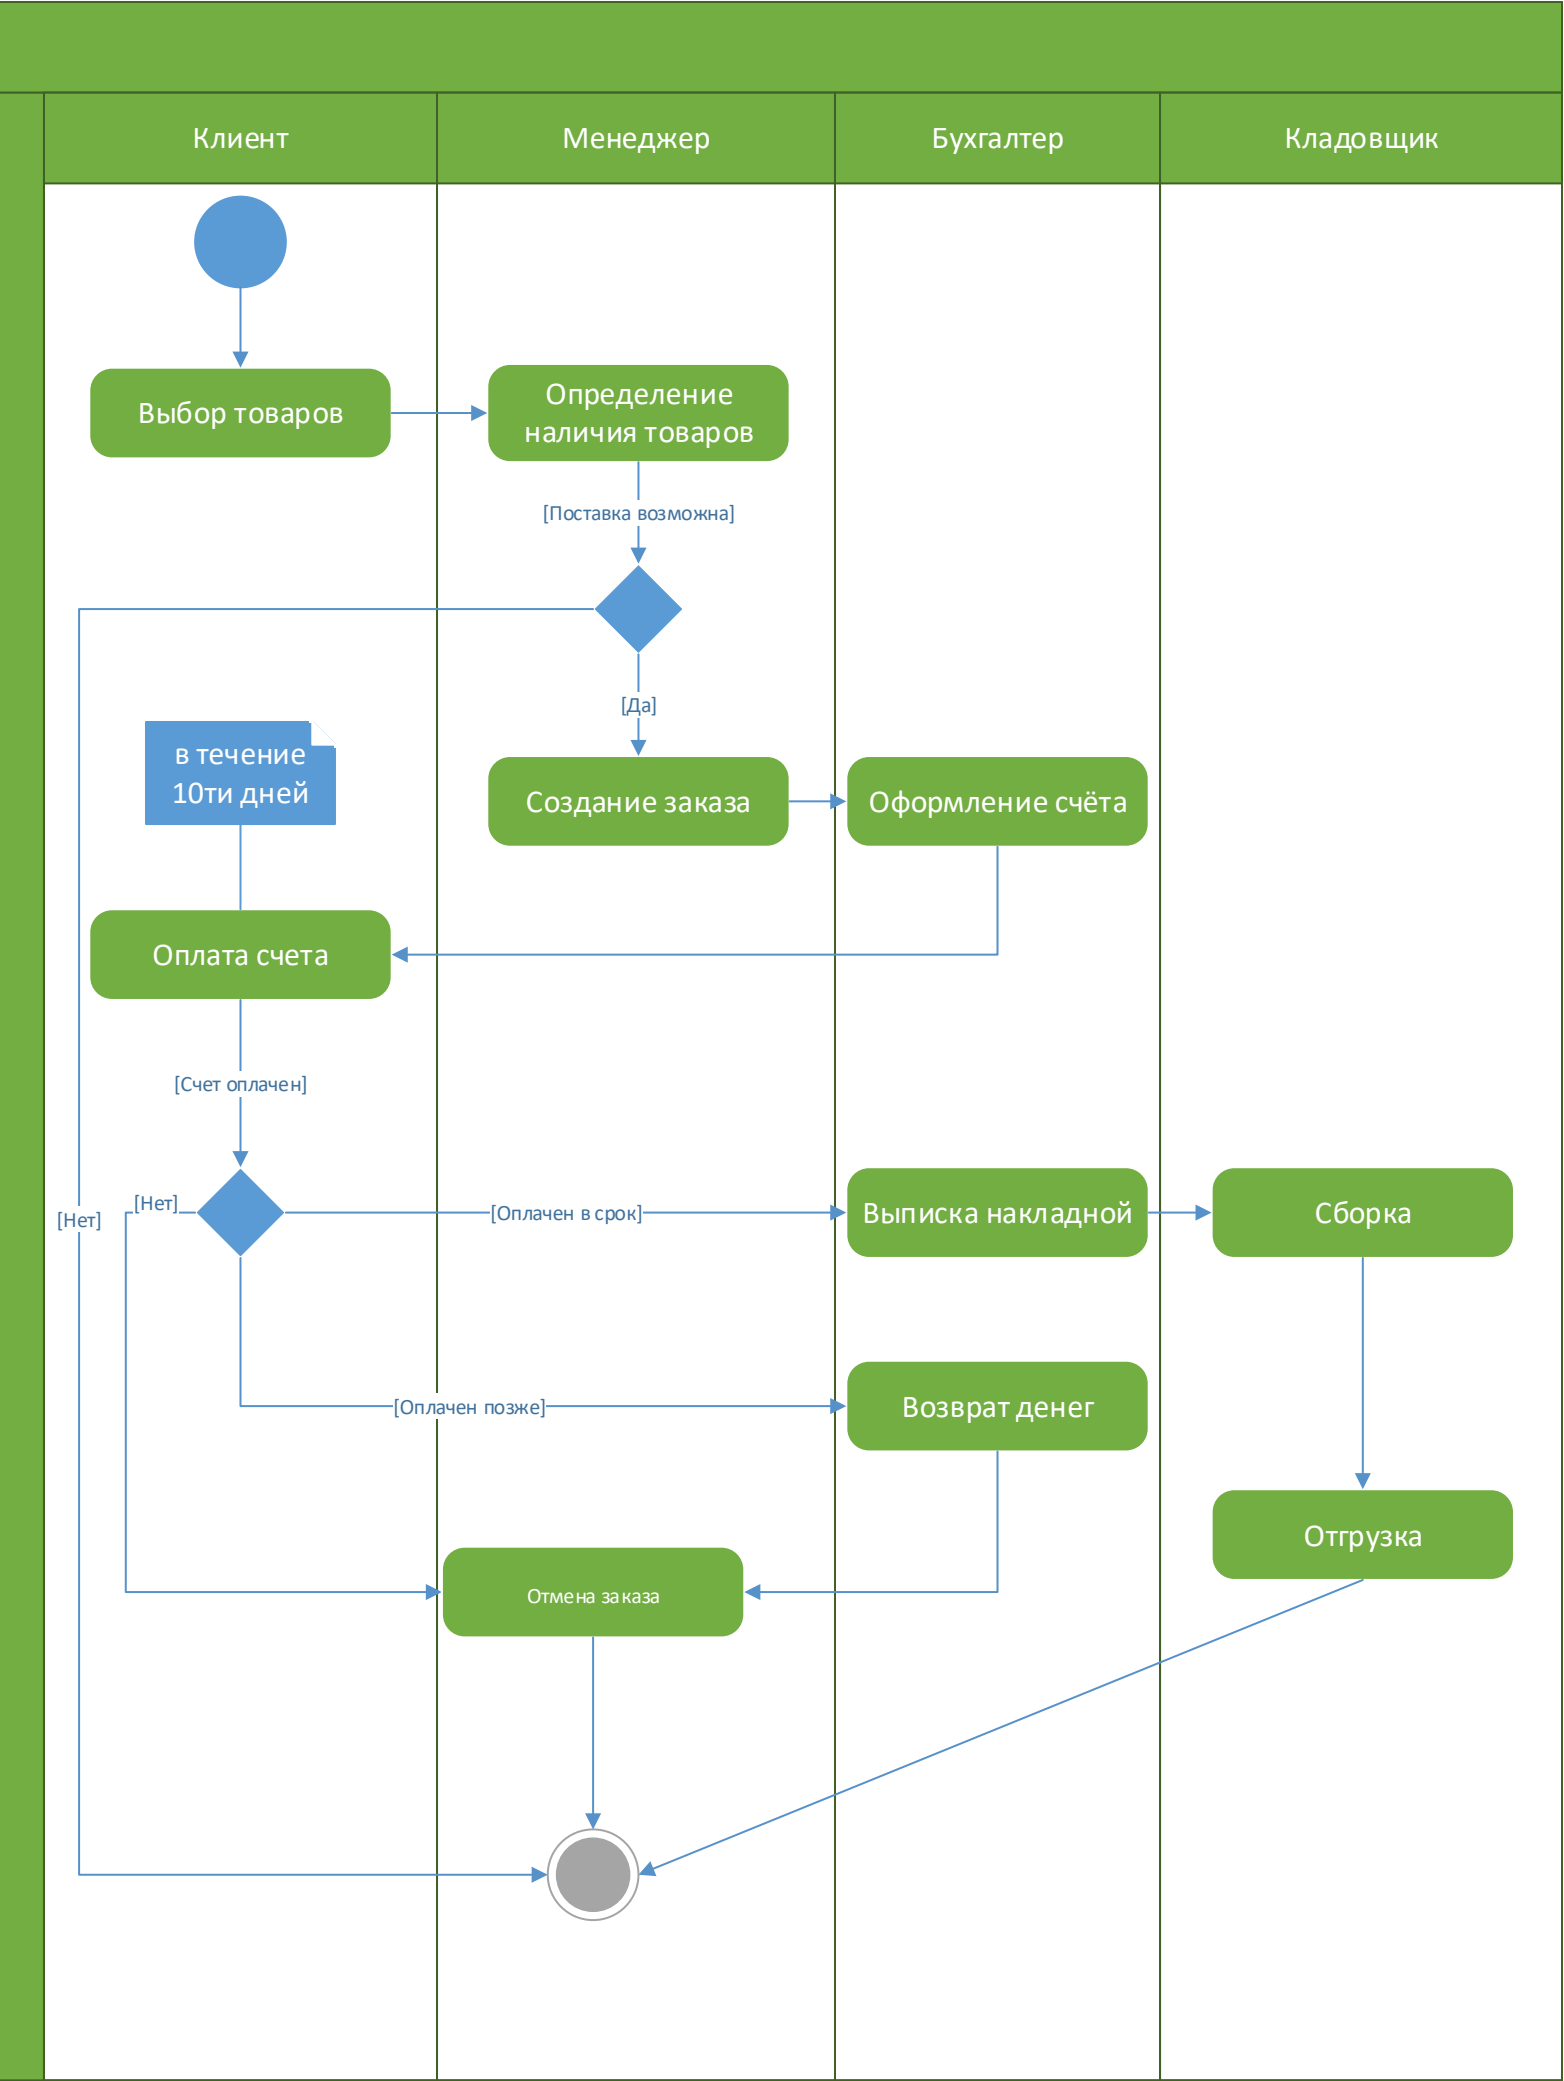 Клиент
Менеджер
Бухгалтер
Кладовщик
Выбор товаров
Определение
наличия товаров
[Поставка возможна]
[Да]
в течение
10ти дней
Создание заказа
Оформление счёта
Оплата счета
[Счет оплачен]
[Нет]
[Нет]
[Оплачен в срок]
Выписка накладной
Сборка
[Оплачен позже]
Возврат денег
Отгрузка
Отмена заказа